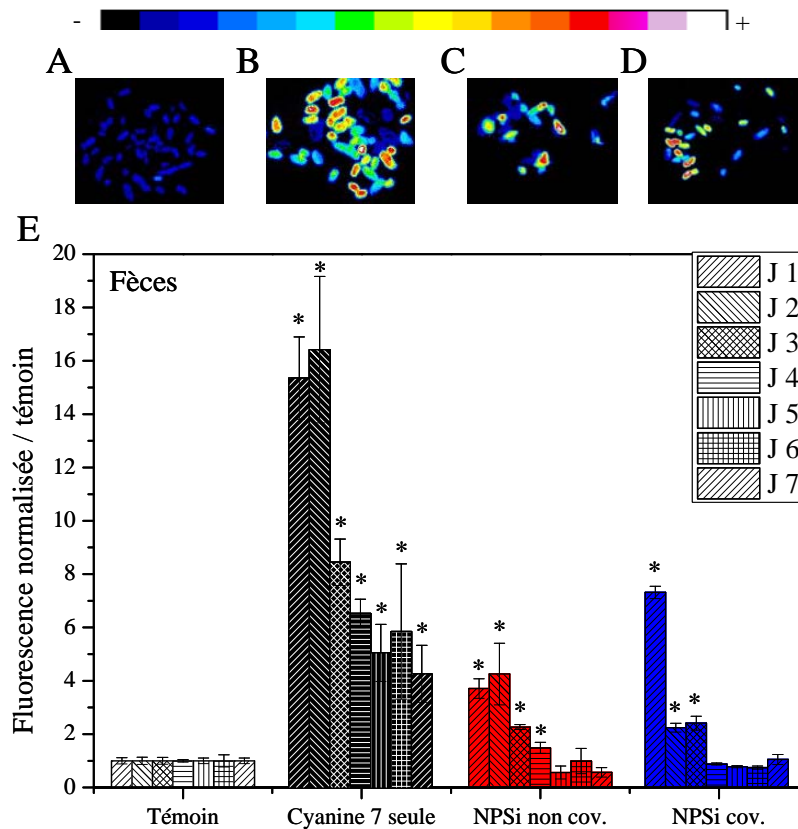 - +
A B C D
E
Fèces
Fluorescence normalisée / témoin
20
18
16
14
12
10
8
6
4
2
0
* * * * * * *
* * * *
* * *
J 1
J 2
J 3
J 4
J 5
J 6
J 7
Témoin Cyanine 7 seule NPSi non cov. NPSi cov.